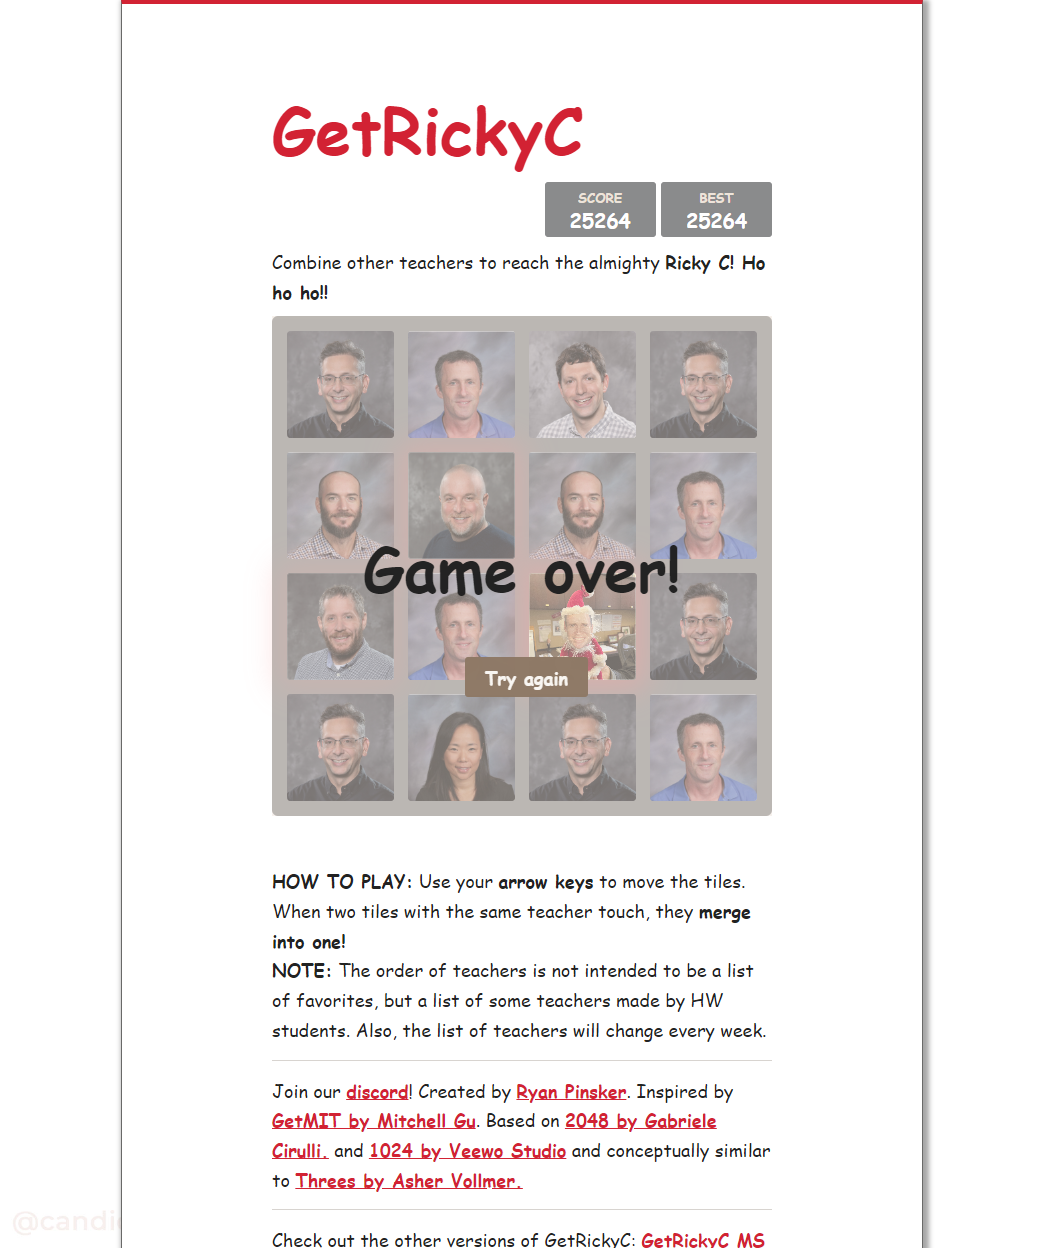 GetRickyC
SCORE
25264
BEST
25264
Combine other teachers to reach the almighty Ricky C! Ho
ho ho!!
Game over!
Try again
HOW TO PLAY: Use your arrow keys to move the tiles.
When two tiles with the same teacher touch, they merge
into one!
NOTE: The order of teachers is not intended to be a list
of favorites, but a list of some teachers made by HW
students. Also, the list of teachers will change every week.
Join our discord! Created by Ryan Pinsker. Inspired by
GetMIT by Mitchell Gu. Based on 2048 by Gabriele
Cirulli. and 1024 by Veewo Studio and conceptually similar
to Threes by Asher Vollmer.
@candi
Check out the other versions of GetRickyC: GetRickyC MS